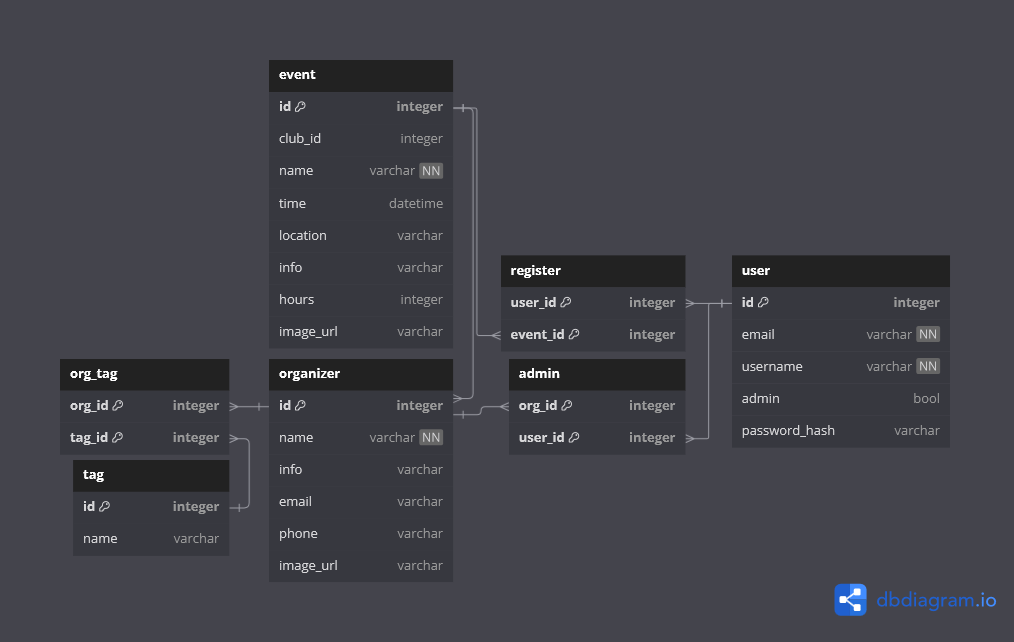 event
id integer
club_id integer
name varchar NN
time datetime
location varchar
info varchar
hours integer
image_url varchar
register
user_id integer
event_id integer
user
id integer
email varchar NN
username varchar NN
admin bool
password_hash varchar
org_tag
org_id integer
tag_id integer
organizer
id integer
name varchar NN
info varchar
email varchar
phone varchar
image_url varchar
admin
org_id integer
user_id integer
tag
id integer
name varchar
dbdiagram.io